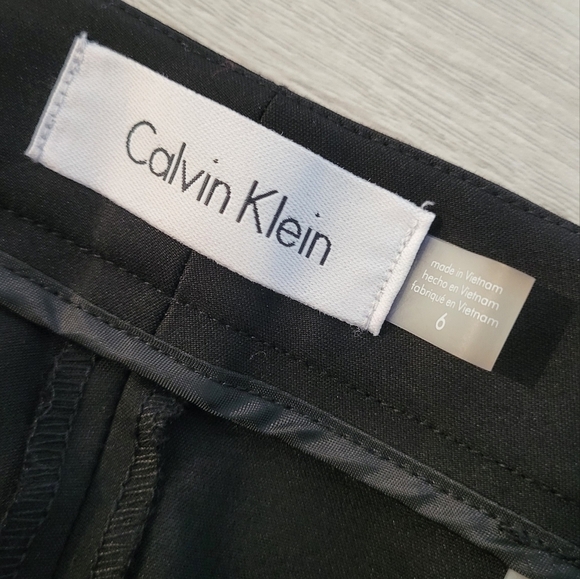 Calvin Klein
made in Vietnam
hecho en Vietnam
fabriqué en Vietnam
6